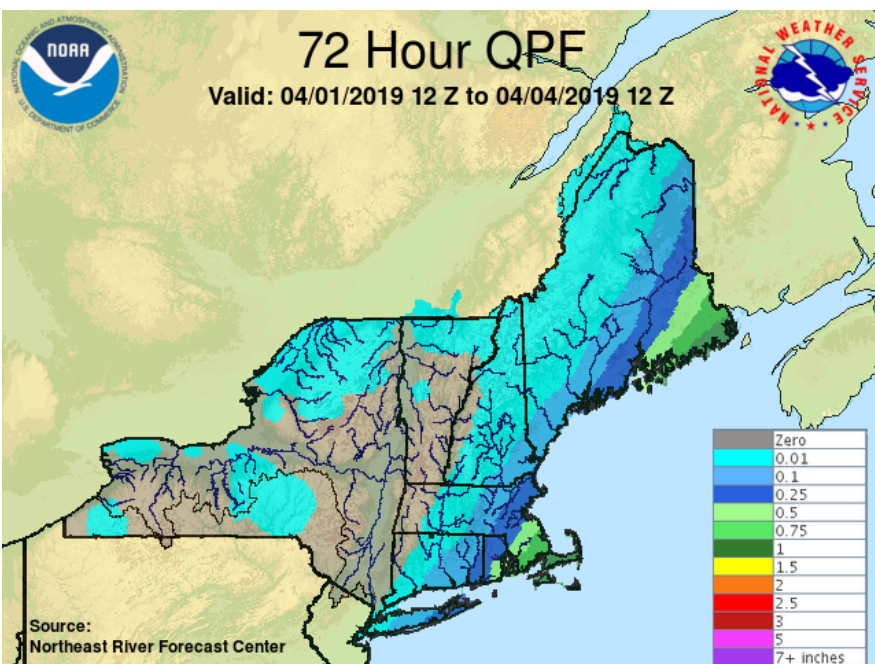 NATIONAL OCEANIC AND ATMOSPHERIC ADMINISTRATION
NOAA
U.S. DEPARTMENT OF COMMERCE
72 Hour QPF
Valid: 04/01/2019 12 Z to 04/04/2019 12 Z
NATIONAL WEATHER SERVICE
Zero
0.01
0.1
0.25
0.5
0.75
1
1.5
2
2.5
3
5
7+ inches
Source:
Northeast River Forecast Center